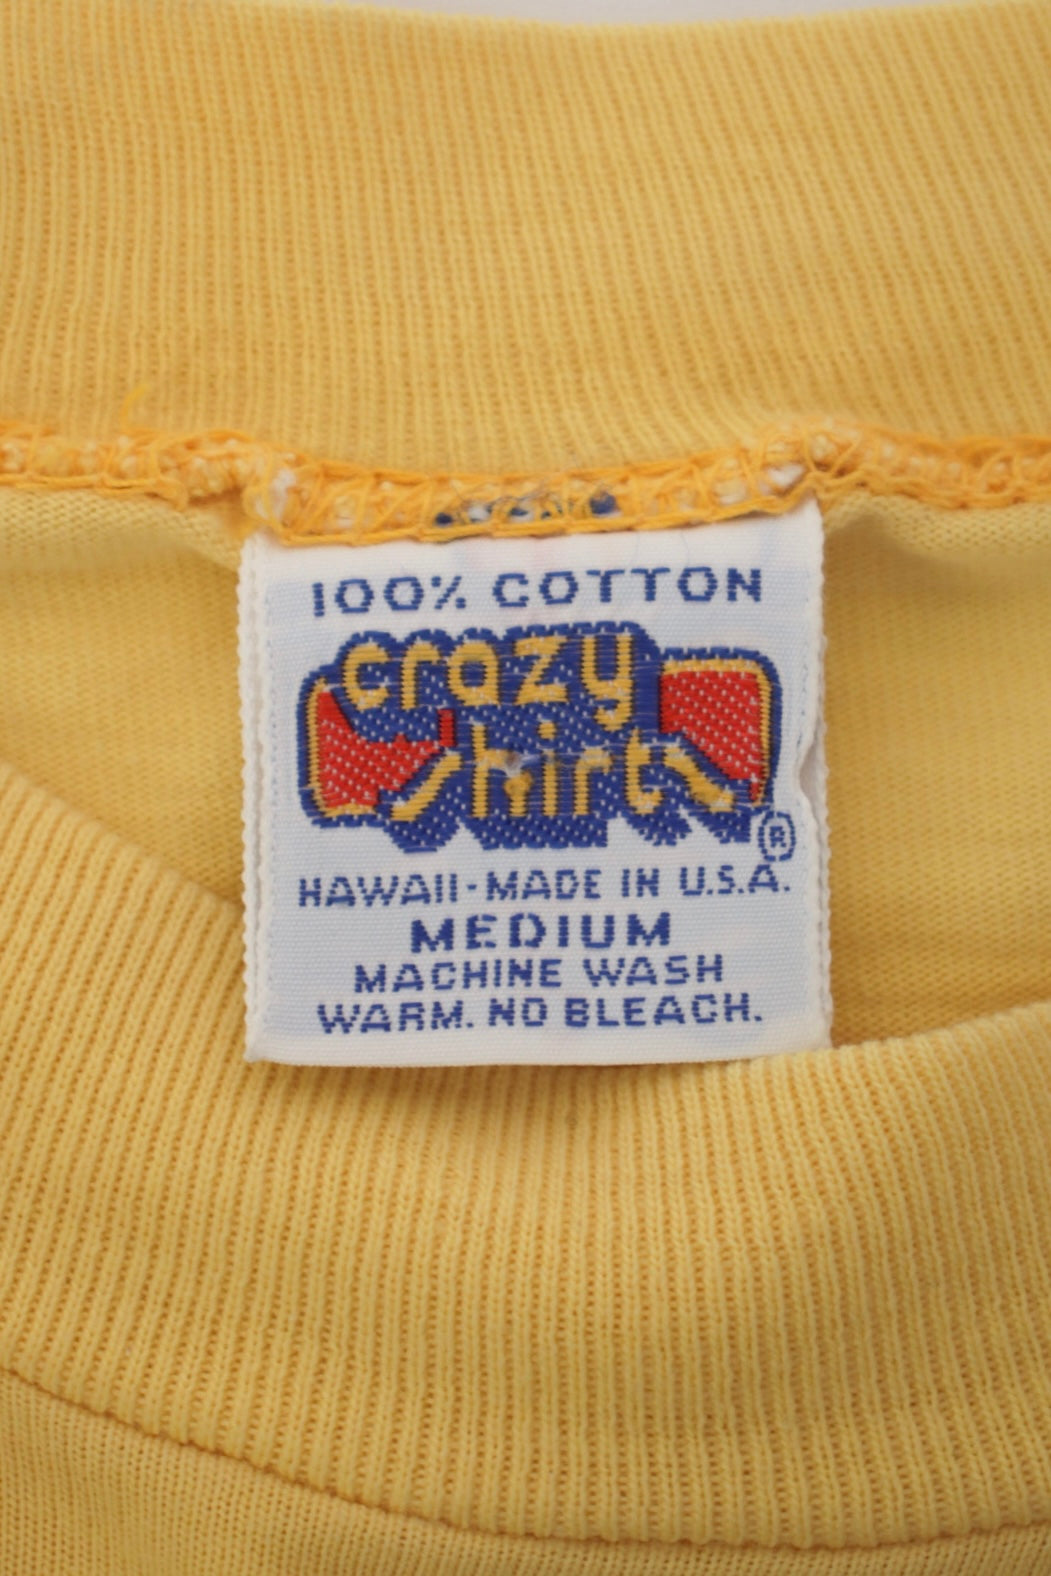 100% COTTON
crazy
shirts
®
HAWAII-MADE IN U.S.A.
MEDIUM
MACHINE WASH
WARM. NO BLEACH.